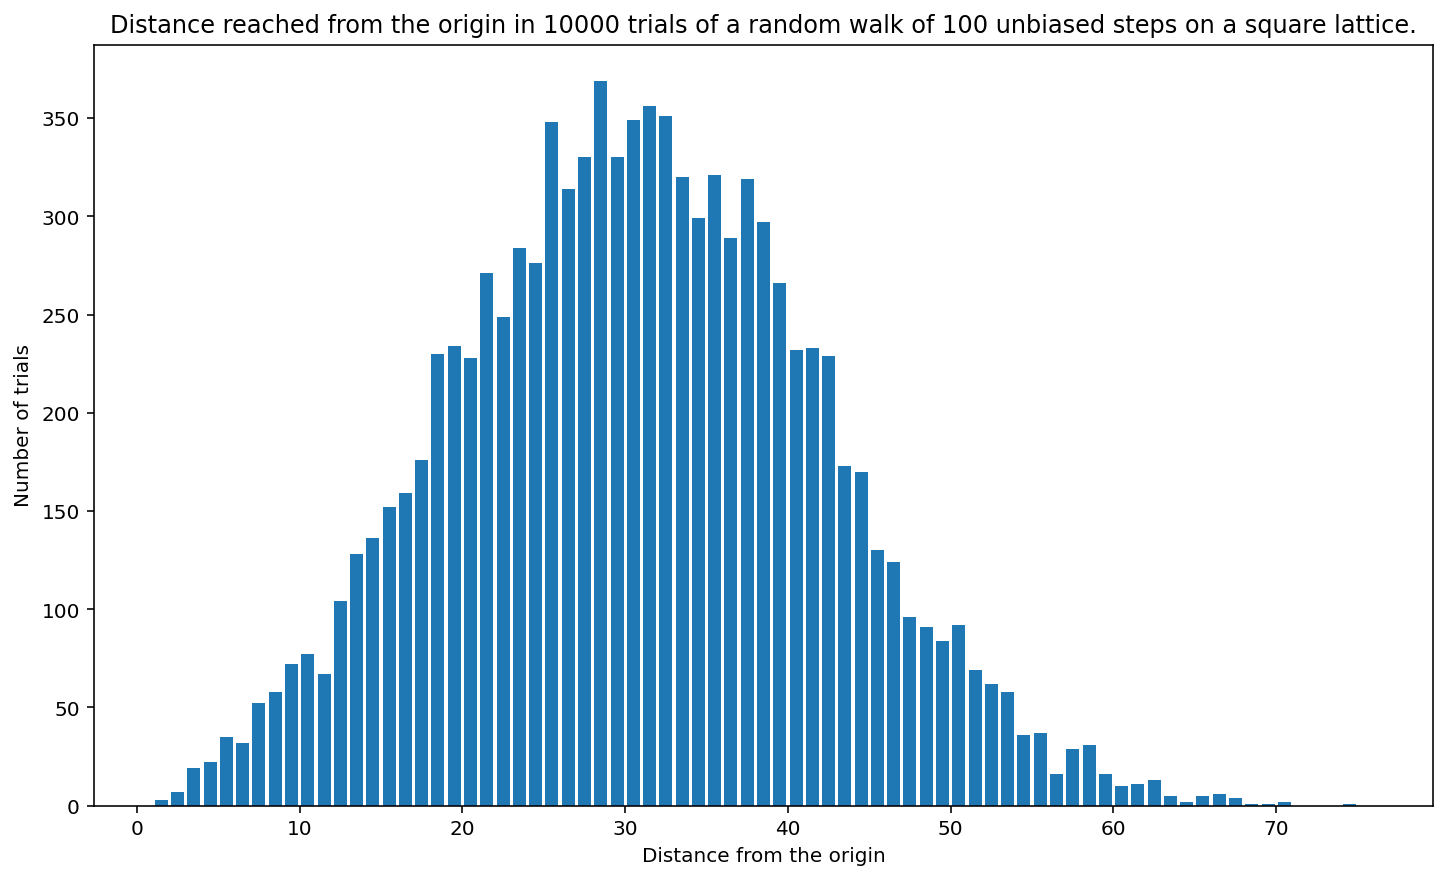 Distance reached from the origin in 10000 trials of a random walk of 100 unbiased steps on a square lattice.
350
300
250
200
150
100
50
0
Number of trials
0 10 20 30 40 50 60 70
Distance from the origin